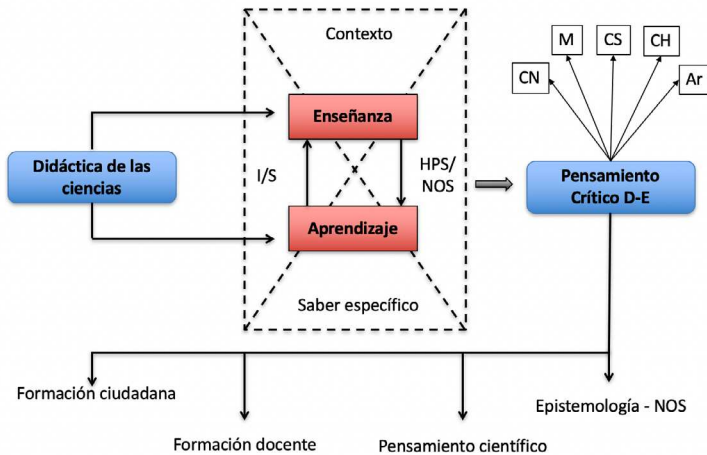 Contexto
M
CS
CH
CN
Ar
Enseñanza
Didáctica de las
ciencias
I/S
HPS/
NOS
Pensamiento
Crítico D-E
Aprendizaje
Saber específico
Formación ciudadana
Epistemología - NOS
Formación docente
Pensamiento científico